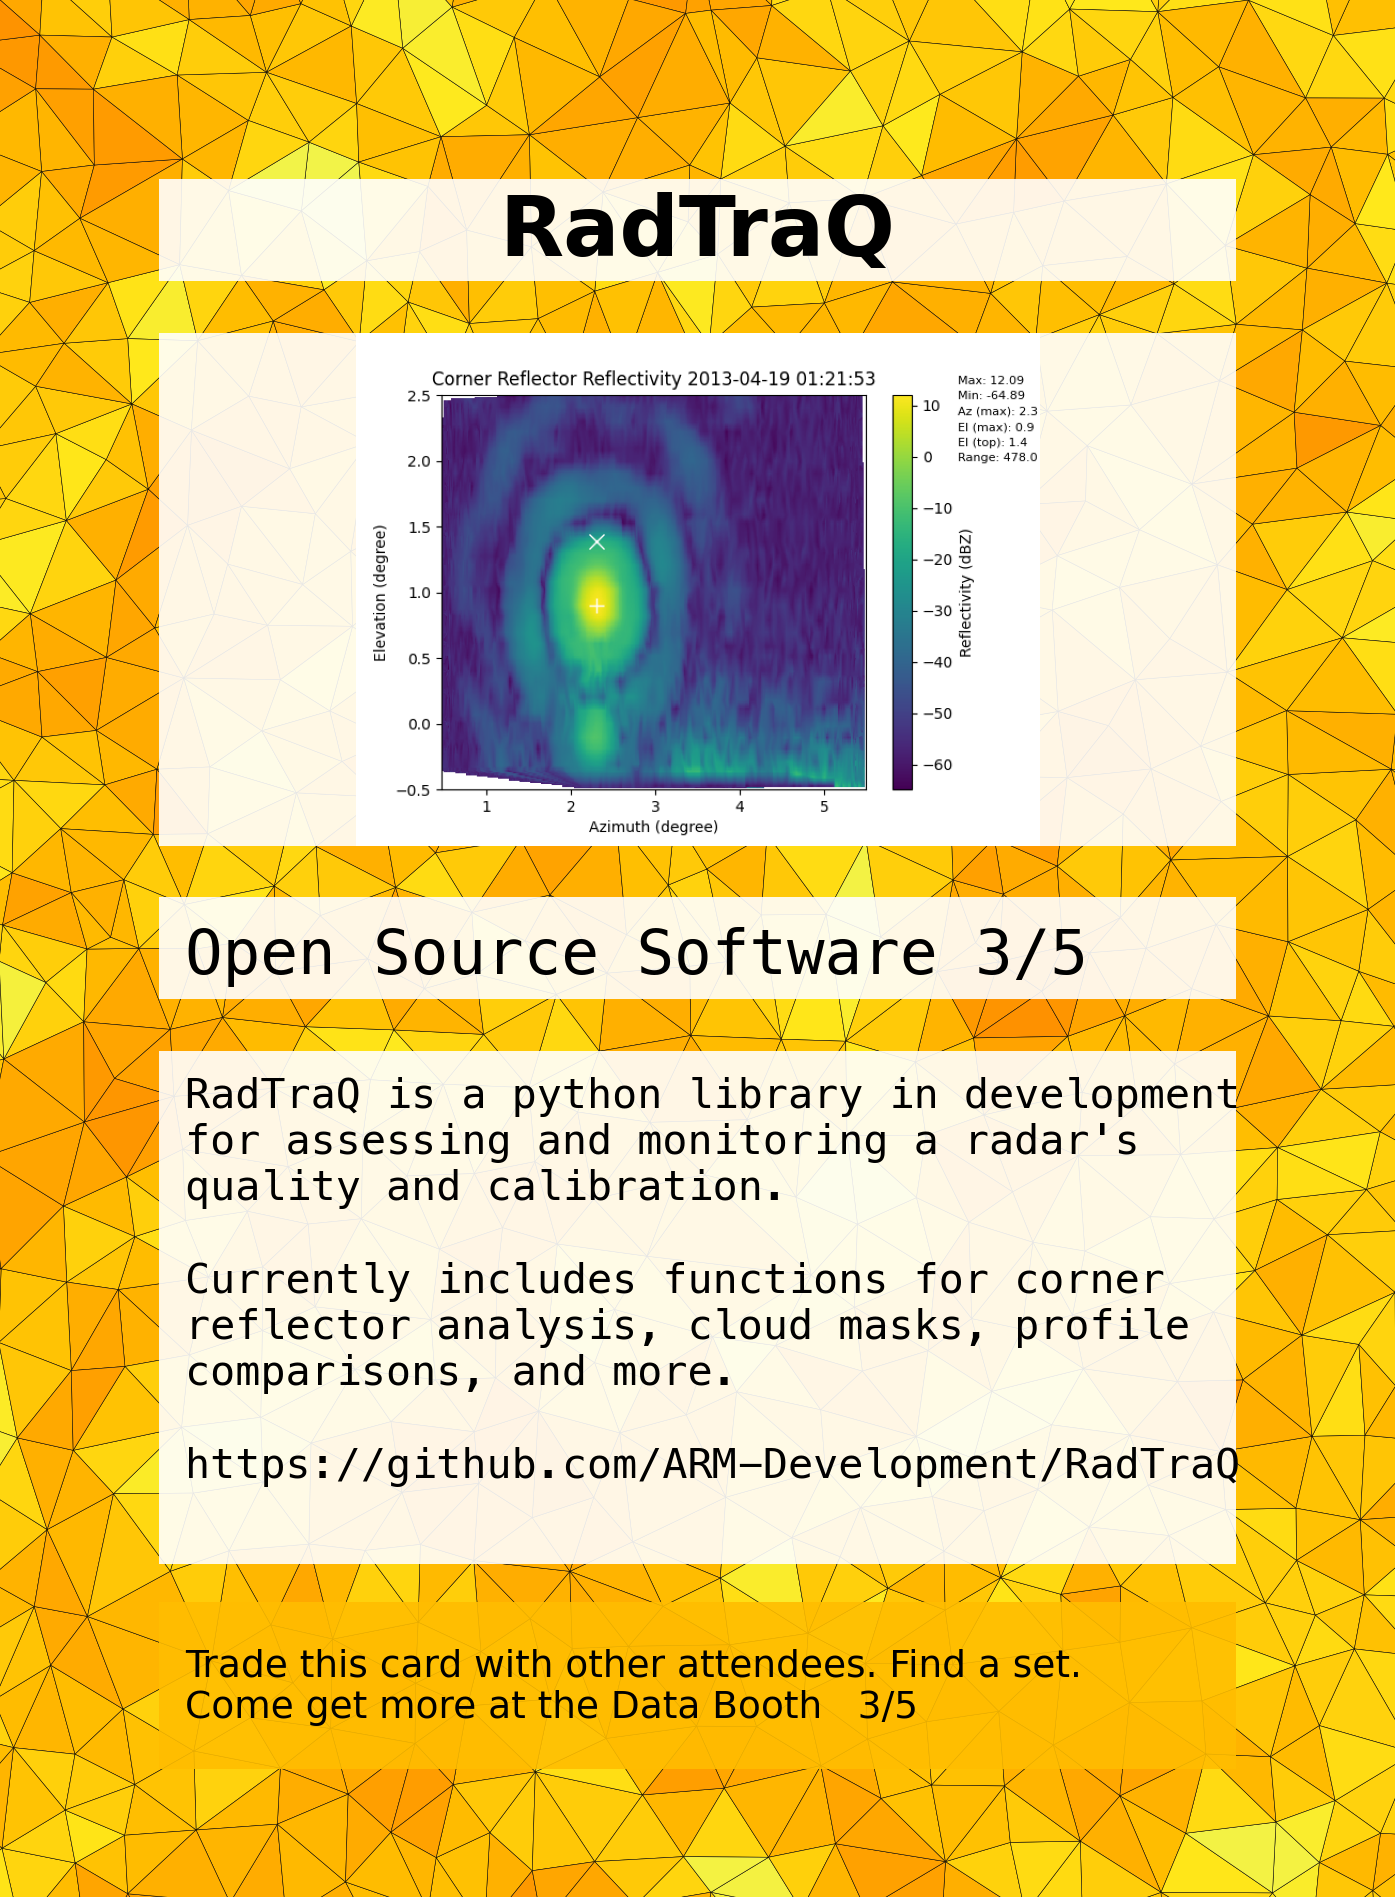 RadTraQ
Corner Reflector Reflectivity 2013-04-19 01:21:53
Max: 12.09
Min: -64.89
Az (max): 2.3
El (max): 0.9
El (top): 1.4
Range: 478.0
2.5
2.0
1.5
1.0
0.5
0.0
−0.5
Elevation (degree)
1 2 3 4 5
Azimuth (degree)
10
0
−10
−20
−30
−40
−50
−60
Reflectivity (dBZ)
Open Source Software 3/5
RadTraQ is a python library in development
for assessing and monitoring a radar's
quality and calibration.
Currently includes functions for corner
reflector analysis, cloud masks, profile
comparisons, and more.
https://github.com/ARM−Development/RadTraQ
Trade this card with other attendees. Find a set.
Come get more at the Data Booth 3/5